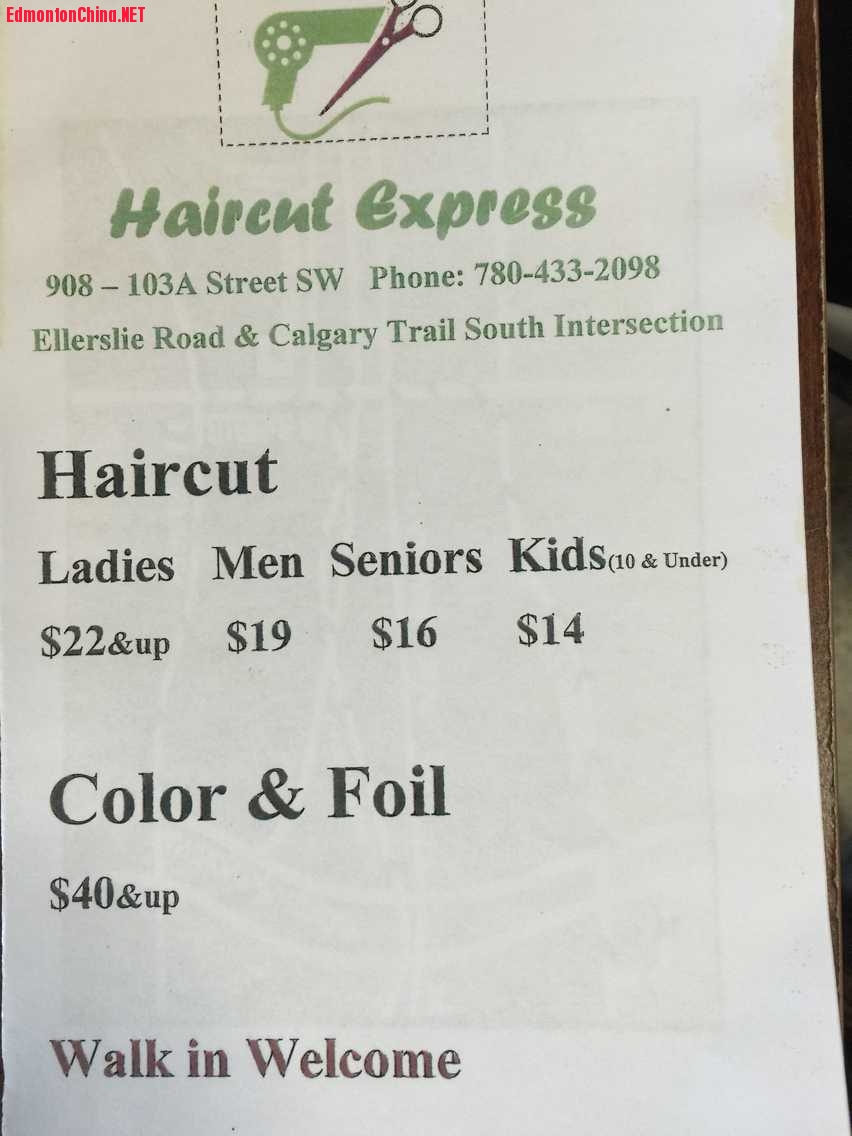 EdmontonChina.NET
Haircut Express
908 – 103A Street SW Phone: 780-433-2098
Ellerslie Road & Calgary Trail South Intersection
Haircut
Ladies Men Seniors Kids(10 & Under)
$22&up $19 $16 $14
Color & Foil
$40&up
Walk in Welcome